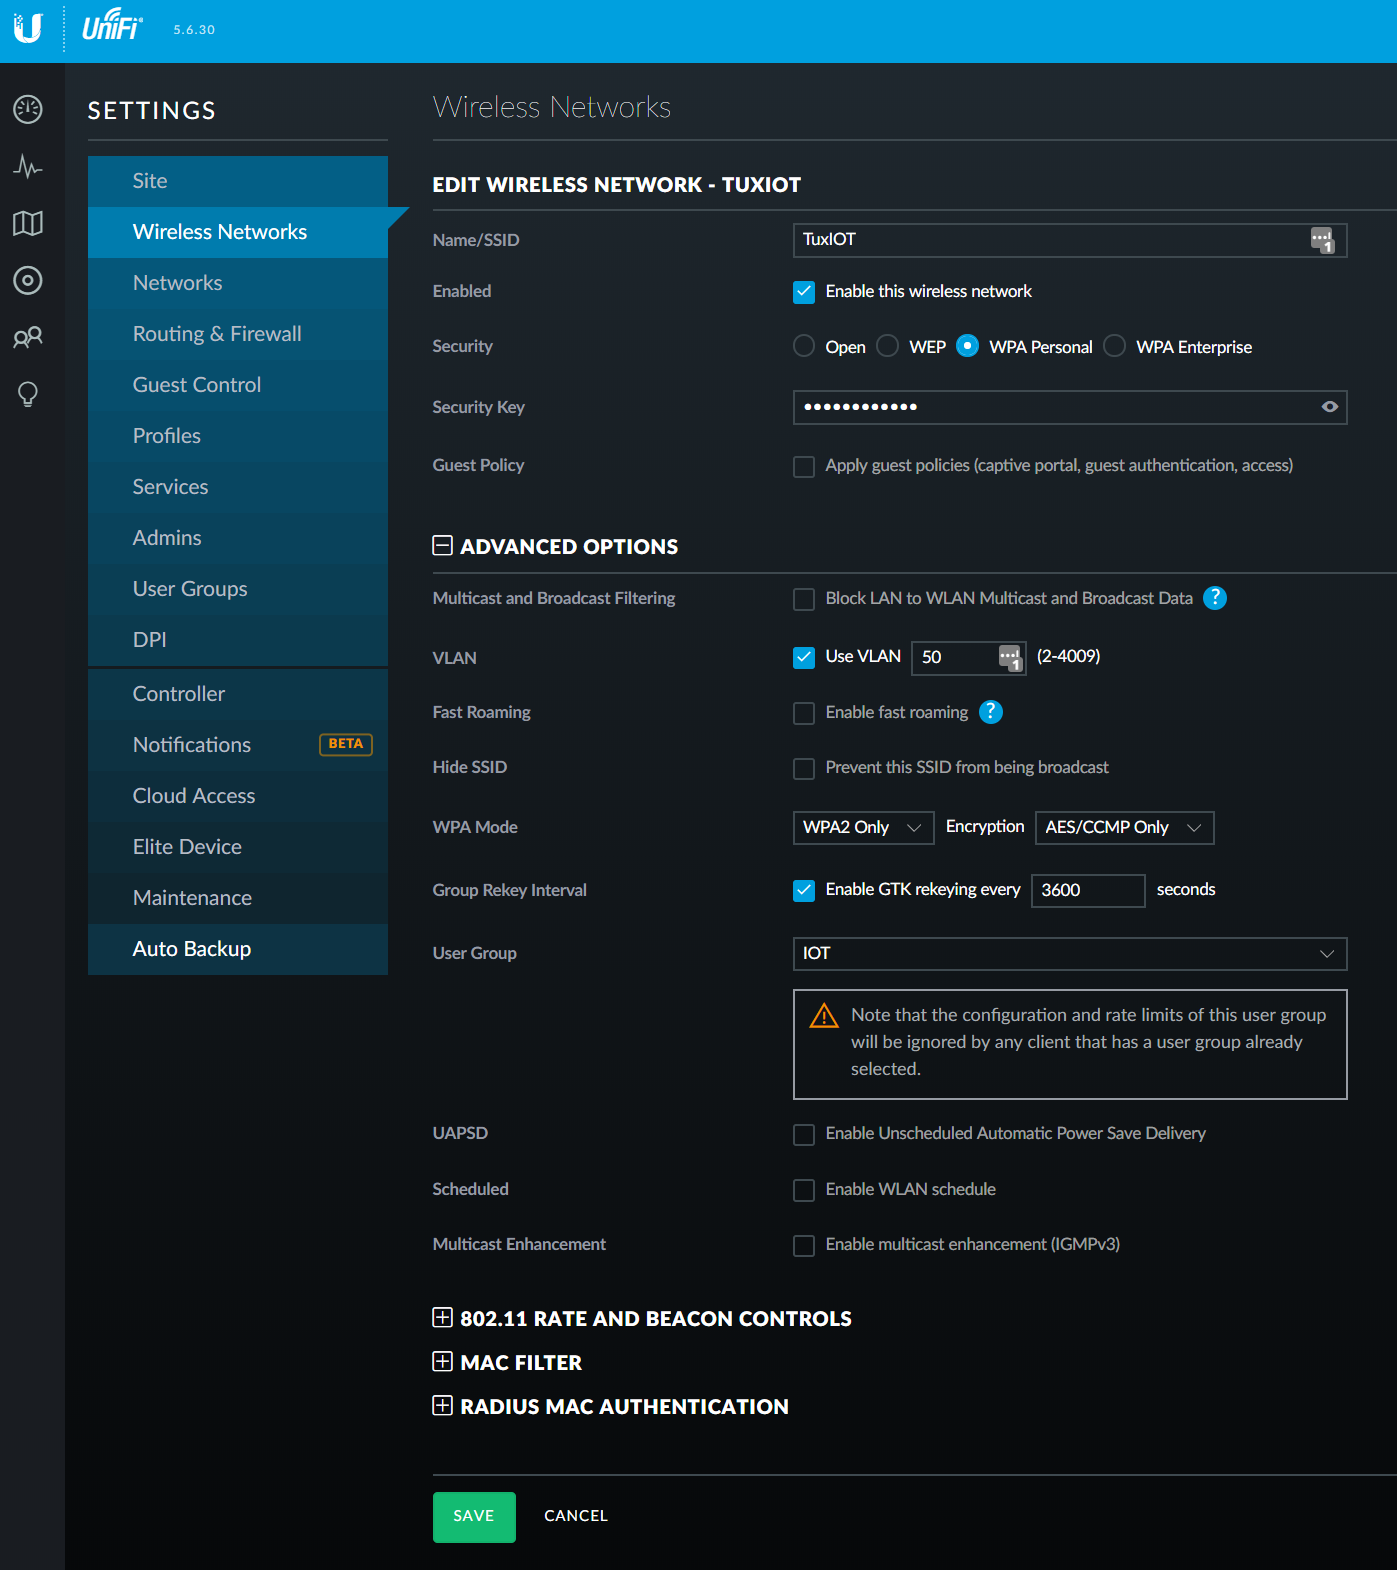 UniFi 5.6.30
SETTINGS
Site
Wireless Networks
Networks
Routing & Firewall
Guest Control
Profiles
Services
Admins
User Groups
DPI
Controller
Notifications BETA
Cloud Access
Elite Device
Maintenance
Auto Backup
Wireless Networks
EDIT WIRELESS NETWORK - TUXIOT
Name/SSID TuxIOT 1
Enabled Enable this wireless network
Security Open WEP WPA Personal WPA Enterprise
Security Key ••••••••••••
Guest Policy Apply guest policies (captive portal, guest authentication, access)
ADVANCED OPTIONS
Multicast and Broadcast Filtering Block LAN to WLAN Multicast and Broadcast Data ?
VLAN Use VLAN 50 1 (2-4009)
Fast Roaming Enable fast roaming ?
Hide SSID Prevent this SSID from being broadcast
WPA Mode WPA2 Only Encryption AES/CCMP Only
Group Rekey Interval Enable GTK rekeying every 3600 seconds
User Group IOT
Note that the configuration and rate limits of this user group
will be ignored by any client that has a user group already
selected.
UAPSD Enable Unscheduled Automatic Power Save Delivery
Scheduled Enable WLAN schedule
Multicast Enhancement Enable multicast enhancement (IGMPv3)
802.11 RATE AND BEACON CONTROLS
MAC FILTER
RADIUS MAC AUTHENTICATION
SAVE CANCEL